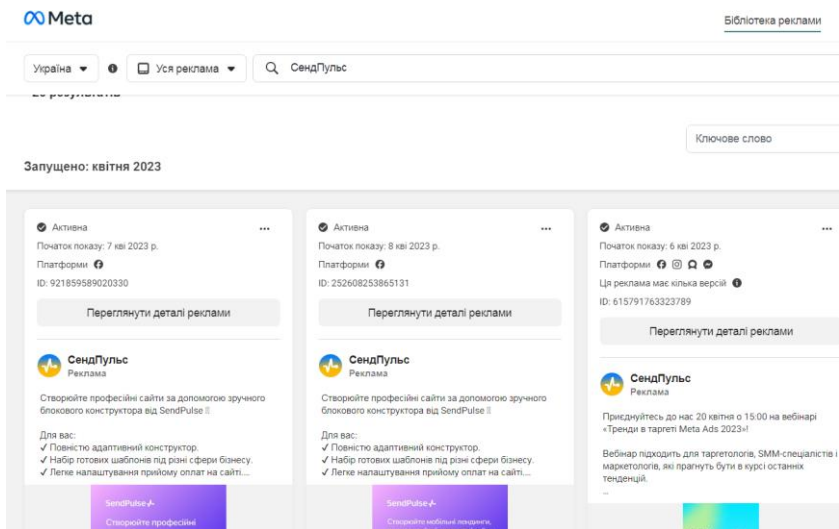 Meta
Бібліотека реклами
Україна
Уся реклама
СендПульс
Ключове слово
Запущено: квітня 2023
Активна
Початок показу: 7 кві 2023 р.
Платформи
ID: 921859589020330
Переглянути деталі реклами
СендПульс
Реклама
Створюйте професійні сайти за допомогою зручного
блокового конструктора від SendPulse
Для вас:
✓ Повністю адаптивний конструктор.
✓ Набір готових шаблонів під різні сфери бізнесу.
✓ Легке налаштування прийому оплат на сайті....
SendPulse
Створюйте професійні
Активна
Початок показу: 8 кві 2023 р.
Платформи
ID: 252608253865131
Переглянути деталі реклами
СендПульс
Реклама
Створюйте професійні сайти за допомогою зручного
блокового конструктора від SendPulse
Для вас:
✓ Повністю адаптивний конструктор.
✓ Набір готових шаблонів під різні сфери бізнесу.
✓ Легке налаштування прийому оплат на сайті....
SendPulse
Створюйте мобільні лендинги,
Активна
Початок показу: 6 кві 2023 р.
Платформи
Ця реклама має кілька версій
ID: 615791763323789
Переглянути деталі реклами
СендПульс
Реклама
Приєднуйтесь до нас 20 квітня о 15:00 на вебінарі
«Тренди в таргеті Meta Ads 2023»!
Вебінар підходить для таргетологів, SMM-спеціалістів і
маркетологів, які прагнуть бути в курсі останніх
тенденцій.
...